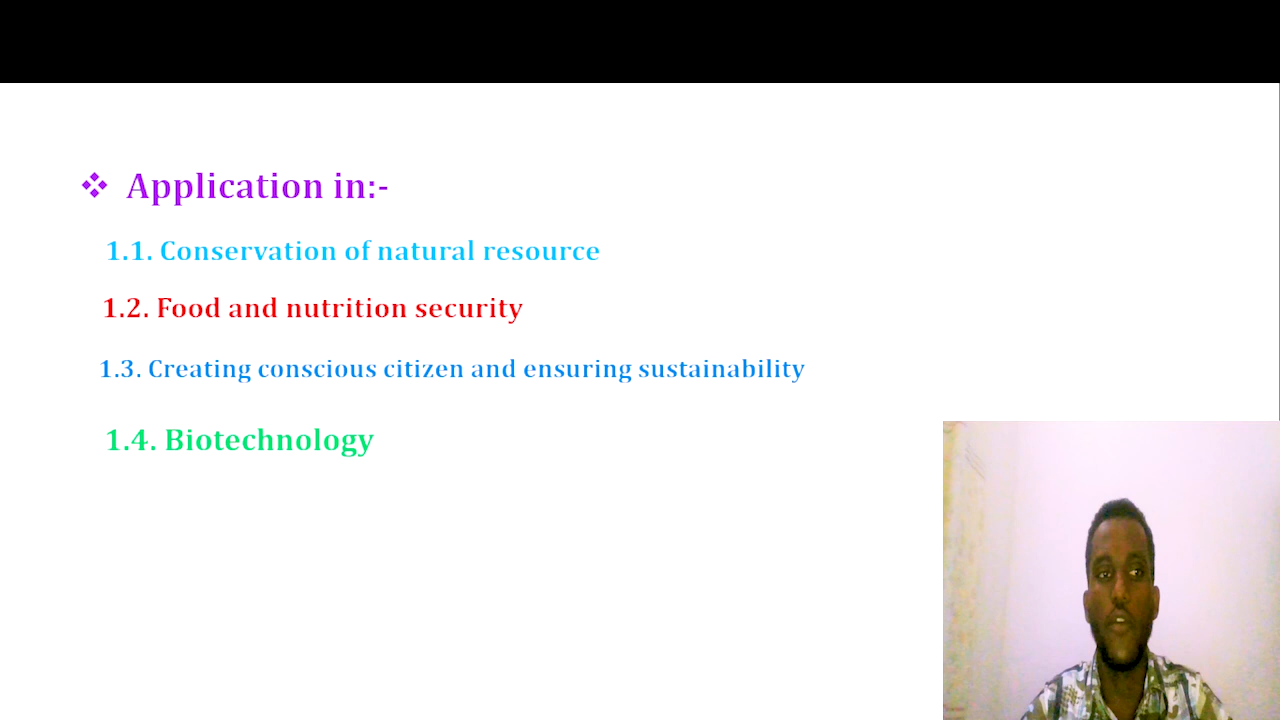 ❖ Application in:-
1.1. Conservation of natural resource
1.2. Food and nutrition security
1.3. Creating conscious citizen and ensuring sustainability
1.4. Biotechnology